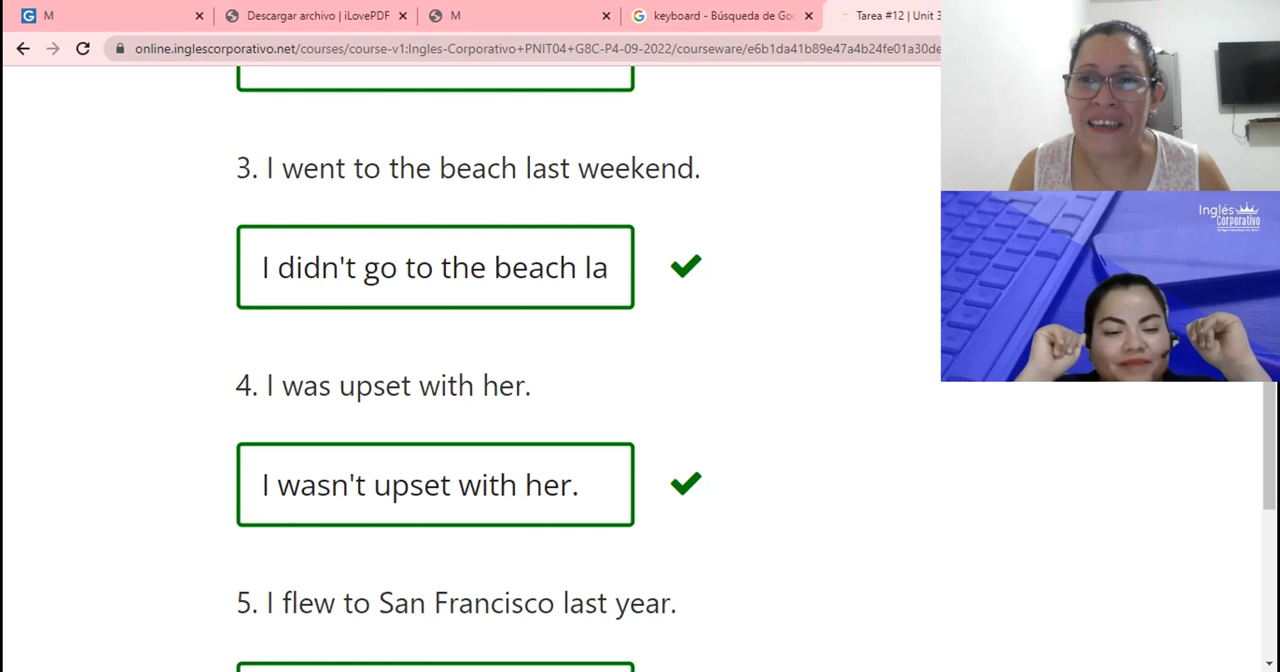 M
Descargar archivo | iLovePDF
M
keyboard - Búsqueda de Go
Tarea #12 | Unit 3
online.inglescorporativo.net/courses/course-v1:Ingles-Corporativo+PNIT04+G8C-P4-09-2022/courseware/e6b1da41b89e47a4b24fe01a30de
3. I went to the beach last weekend.
I didn't go to the beach la
4. I was upset with her.
I wasn't upset with her.
5. I flew to San Francisco last year.
Inglés
Corporativo